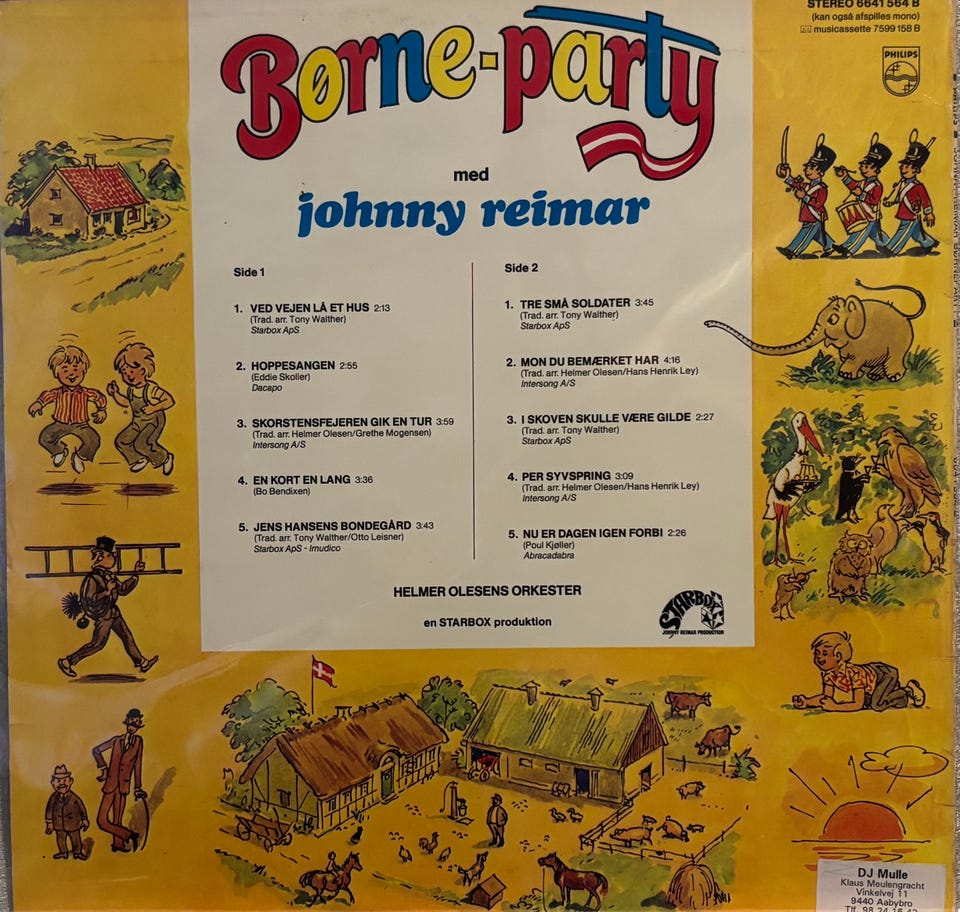 STEREO 6641 564 B
(kan også afspilles mono)
musicassette 7599 158 B
PHILIPS
Børne-party
med
johnny reimar
Side 1
1. VED VEJEN LÅ ET HUS 2:13
(Trad. arr. Tony Walther)
Starbox ApS
2. HOPPESANGEN 2:55
(Eddie Skoller)
Dacapo
3. SKORSTENSFEJEREN GIK EN TUR 3:59
(Trad. arr. Helmer Olesen/Grethe Mogensen)
Intersong A/S
4. EN KORT EN LANG 3:36
(Bo Bendixen)
5. JENS HANSENS BONDEGÅRD 3:43
(Trad. arr. Tony Walther/Otto Leisner)
Starbox ApS - Imudico
Side 2
1. TRE SMÅ SOLDATER 3:45
(Trad. arr. Tony Walther)
Starbox ApS
2. MON DU BEMÆRKET HAR 4:16
(Trad. arr. Helmer Olesen/Hans Henrik Ley)
Intersong A/S
3. I SKOVEN SKULLE VÆRE GILDE 2:27
(Trad. arr. Tony Walther)
Starbox ApS
4. PER SYVSPRING 3:09
(Trad. arr. Helmer Olesen/Hans Henrik Ley)
Intersong A/S
5. NU ER DAGEN IGEN FORBI 2:26
(Poul Kjøller)
Abracadabra
HELMER OLESENS ORKESTER
en STARBOX produktion
STARBOX
JOHNNY REIMAR PRODUCTION
DJ Mulle
Klaus Meulengracht
Vinkelvej 11
9440 Aabybro
Tlf. 98 24